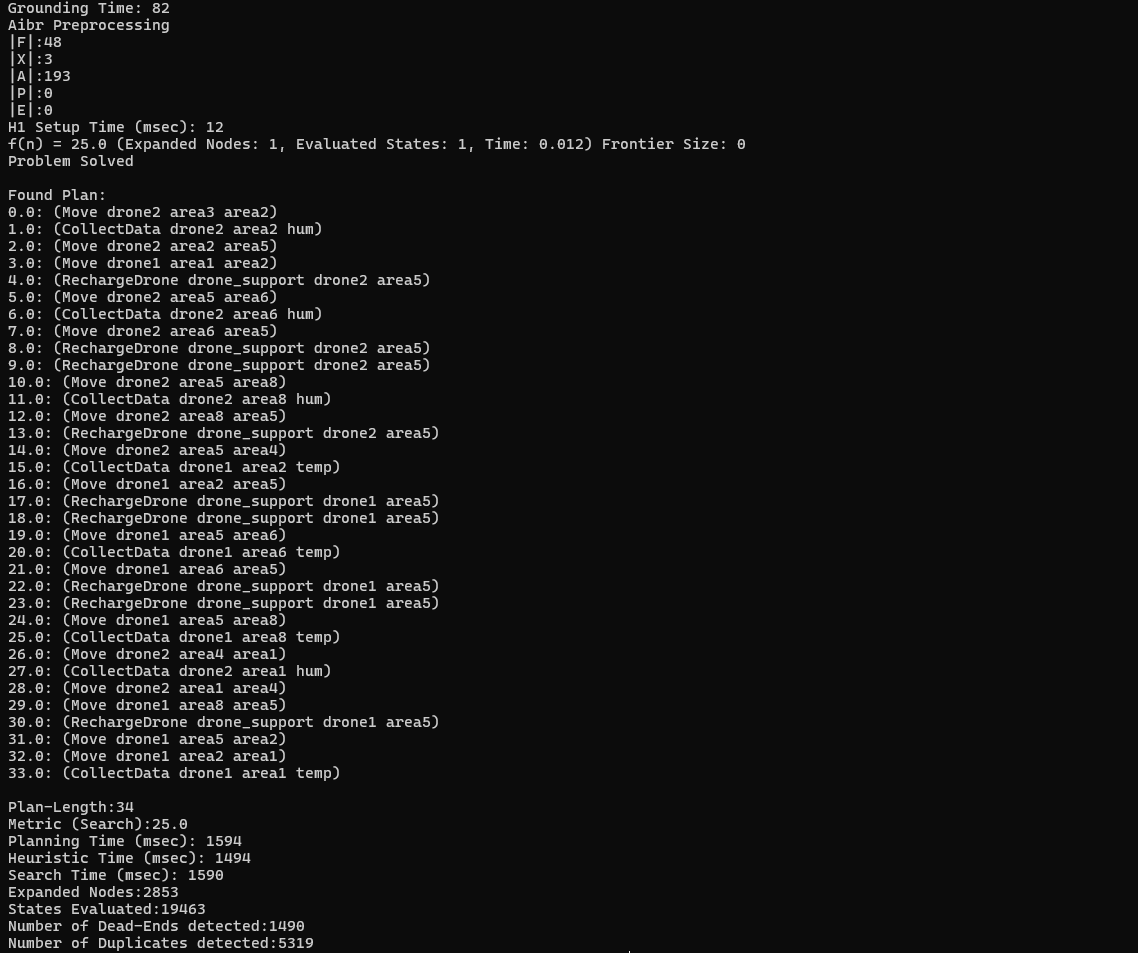 Grounding Time: 82
Aibr Preprocessing
|F|:48
|X|:3
|A|:193
|P|:0
|E|:0
H1 Setup Time (msec): 12
f(n) = 25.0 (Expanded Nodes: 1, Evaluated States: 1, Time: 0.012) Frontier Size: 0
Problem Solved
Found Plan:
0.0: (Move drone2 area3 area2)
1.0: (CollectData drone2 area2 hum)
2.0: (Move drone2 area2 area5)
3.0: (Move drone1 area1 area2)
4.0: (RechargeDrone drone_support drone2 area5)
5.0: (Move drone2 area5 area6)
6.0: (CollectData drone2 area6 hum)
7.0: (Move drone2 area6 area5)
8.0: (RechargeDrone drone_support drone2 area5)
9.0: (RechargeDrone drone_support drone2 area5)
10.0: (Move drone2 area5 area8)
11.0: (CollectData drone2 area8 hum)
12.0: (Move drone2 area8 area5)
13.0: (RechargeDrone drone_support drone2 area5)
14.0: (Move drone2 area5 area4)
15.0: (CollectData drone1 area2 temp)
16.0: (Move drone1 area2 area5)
17.0: (RechargeDrone drone_support drone1 area5)
18.0: (RechargeDrone drone_support drone1 area5)
19.0: (Move drone1 area5 area6)
20.0: (CollectData drone1 area6 temp)
21.0: (Move drone1 area6 area5)
22.0: (RechargeDrone drone_support drone1 area5)
23.0: (RechargeDrone drone_support drone1 area5)
24.0: (Move drone1 area5 area8)
25.0: (CollectData drone1 area8 temp)
26.0: (Move drone2 area4 area1)
27.0: (CollectData drone2 area1 hum)
28.0: (Move drone2 area1 area4)
29.0: (Move drone1 area8 area5)
30.0: (RechargeDrone drone_support drone1 area5)
31.0: (Move drone1 area5 area2)
32.0: (Move drone1 area2 area1)
33.0: (CollectData drone1 area1 temp)
Plan-Length:34
Metric (Search):25.0
Planning Time (msec): 1594
Heuristic Time (msec): 1494
Search Time (msec): 1590
Expanded Nodes:2853
States Evaluated:19463
Number of Dead-Ends detected:1490
Number of Duplicates detected:5319